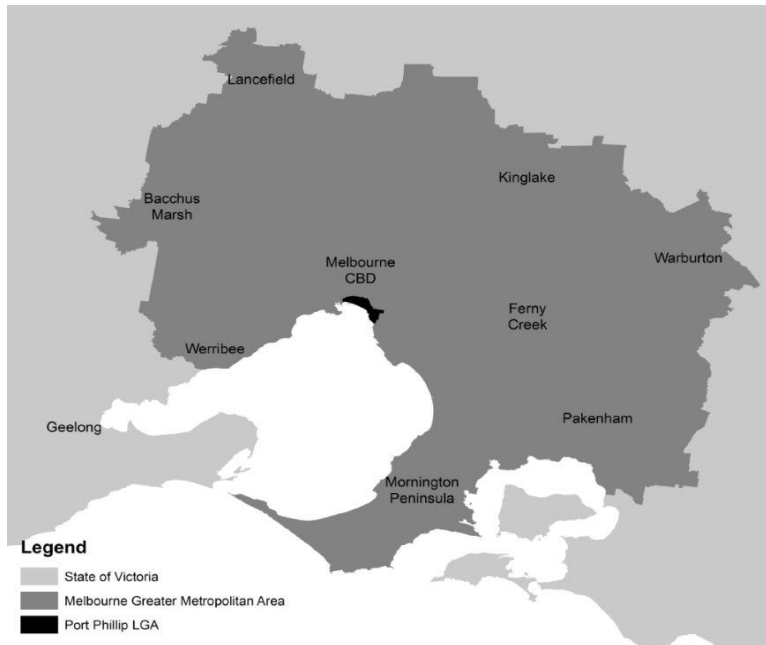 Lancefield
Kinglake
Bacchus
Marsh
Melbourne
CBD
Warburton
Ferny
Creek
Werribee
Geelong
Pakenham
Mornington
Peninsula
Legend
State of Victoria
Melbourne Greater Metropolitan Area
Port Phillip LGA